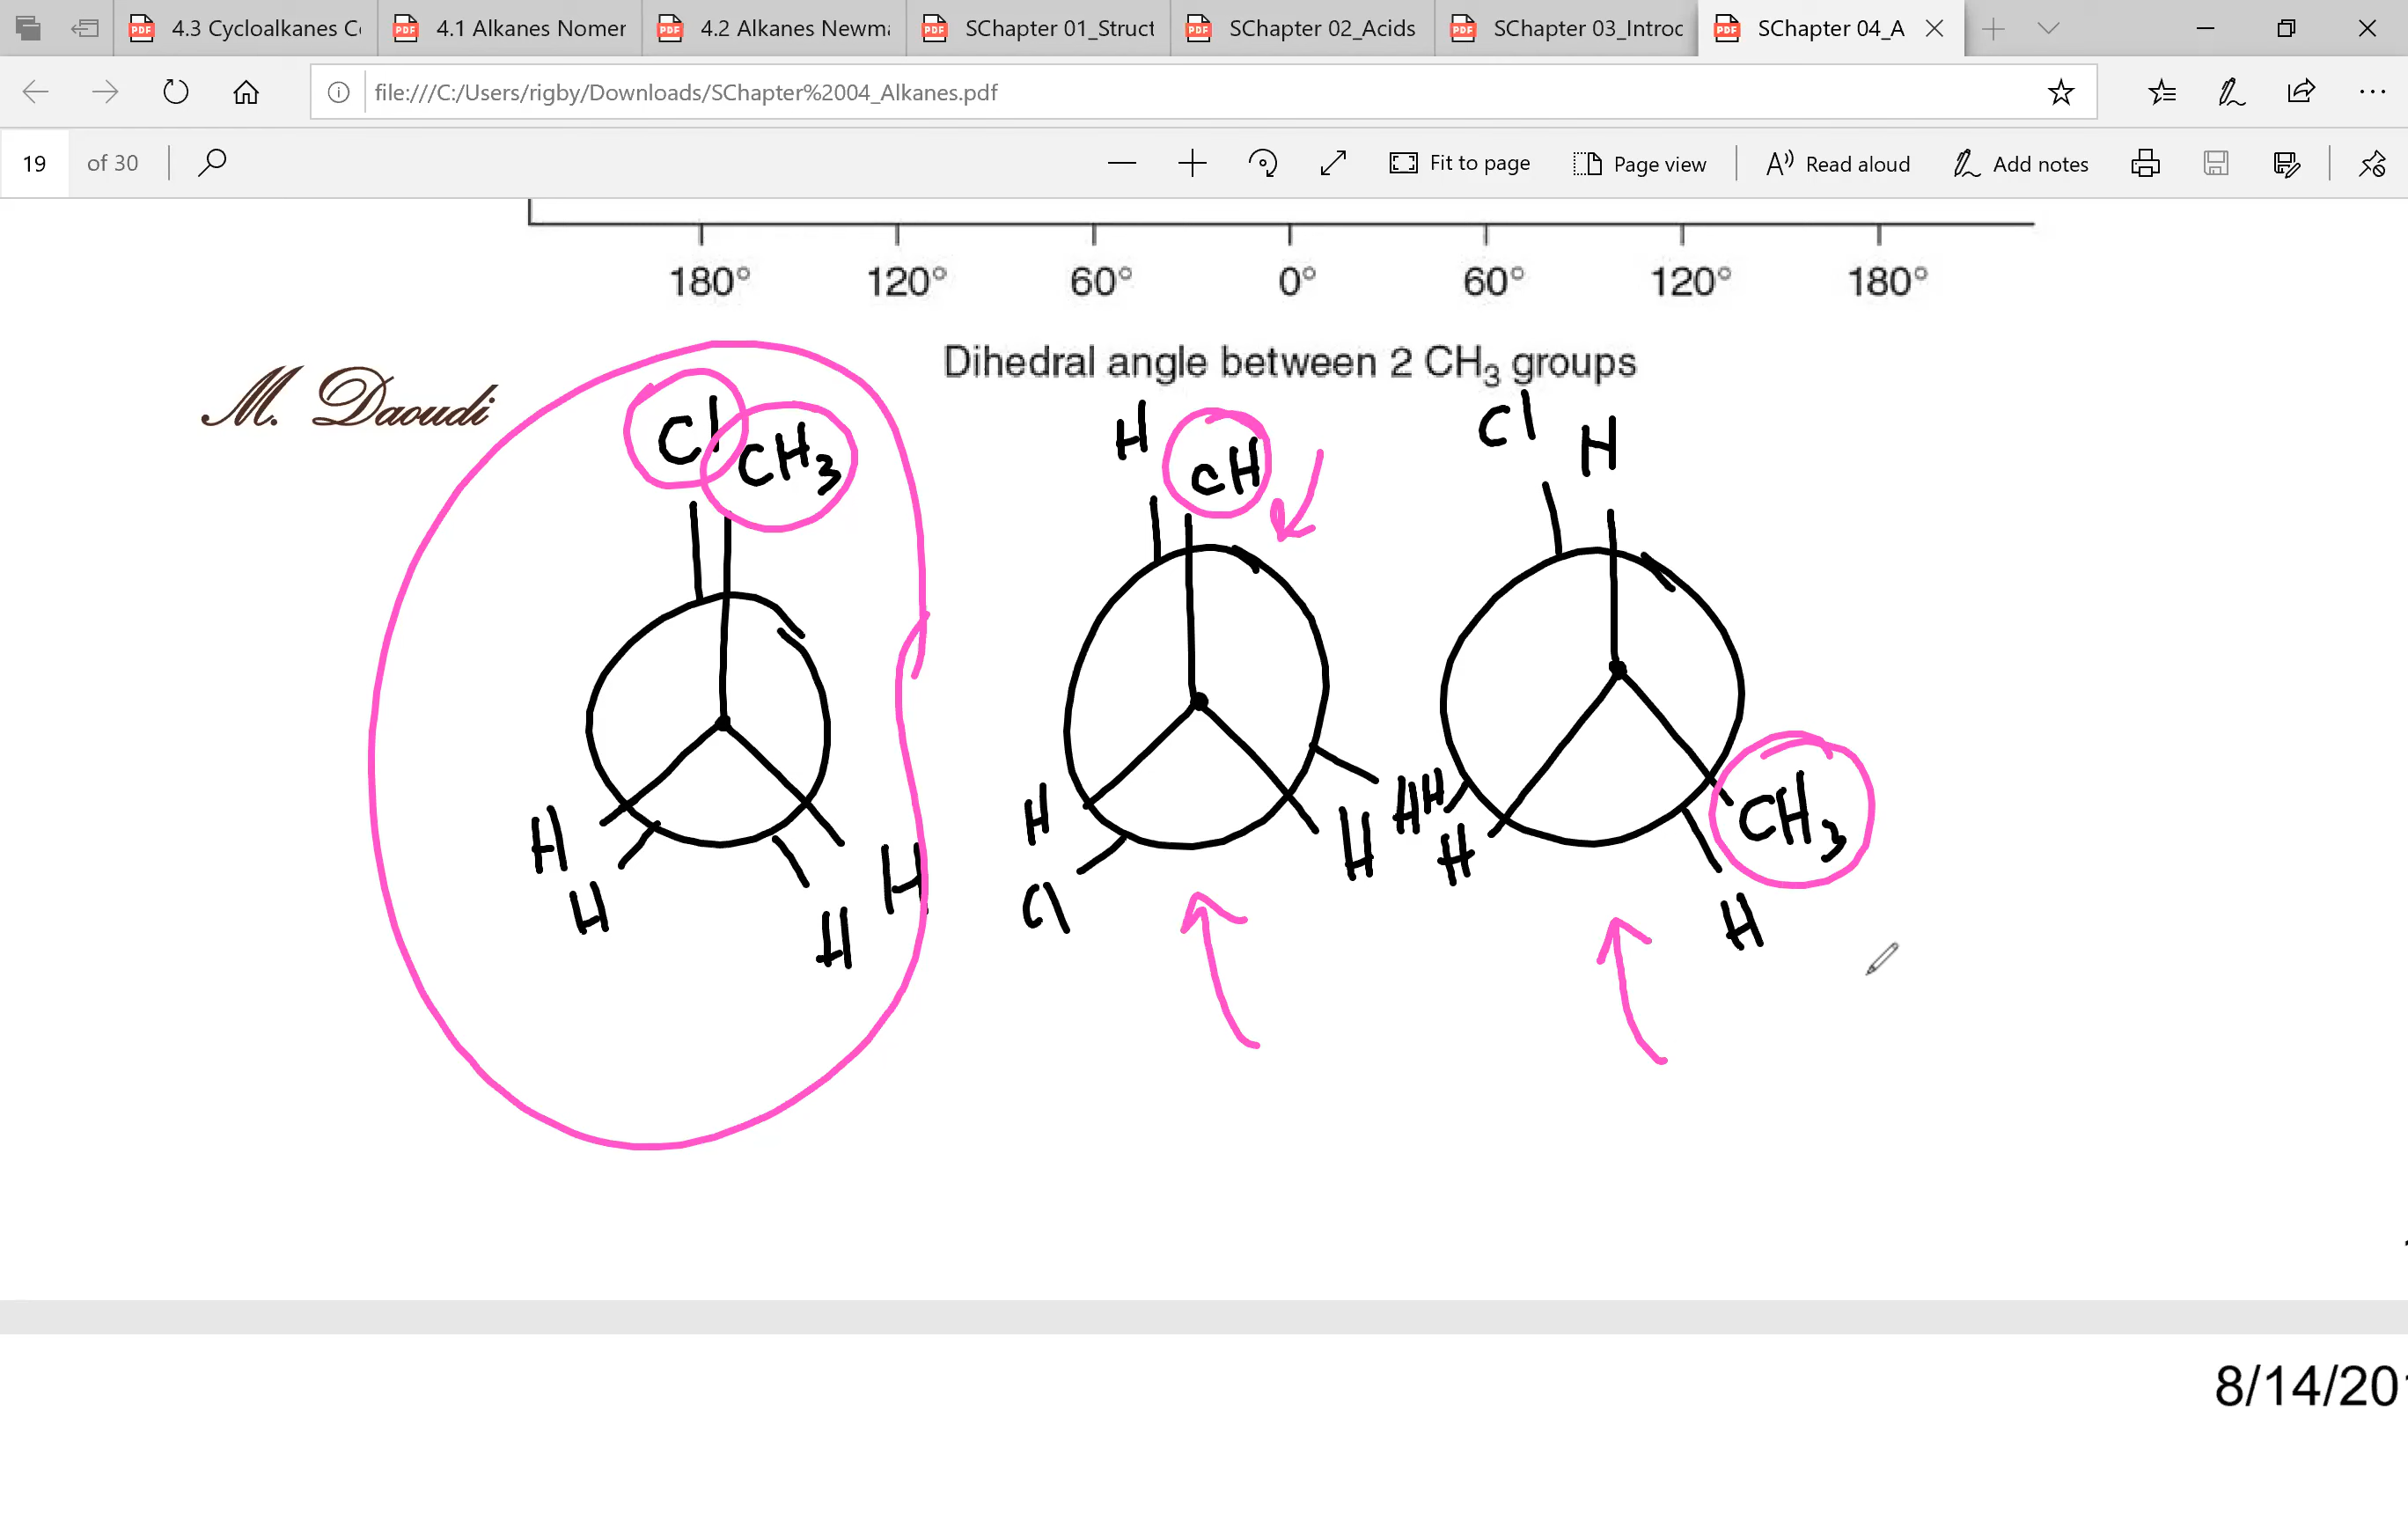 4.3 Cycloalkanes C
4.1 Alkanes Nomer
4.2 Alkanes Newm
SChapter 01_Struct
SChapter 02_Acids
SChapter 03_Introc
SChapter 04_A
file:///C:/Users/rigby/Downloads/SChapter%2004_Alkanes.pdf
19 of 30
Fit to page
Page view
Read aloud
Add notes
180° 120° 60° 0° 60° 120° 180°
Dihedral angle between 2 CH₃ groups
M. Daoudi
Cl CH₃
H CH
Cl H
H H H H
H Cl H H
H H CH₃ H
8/14/20